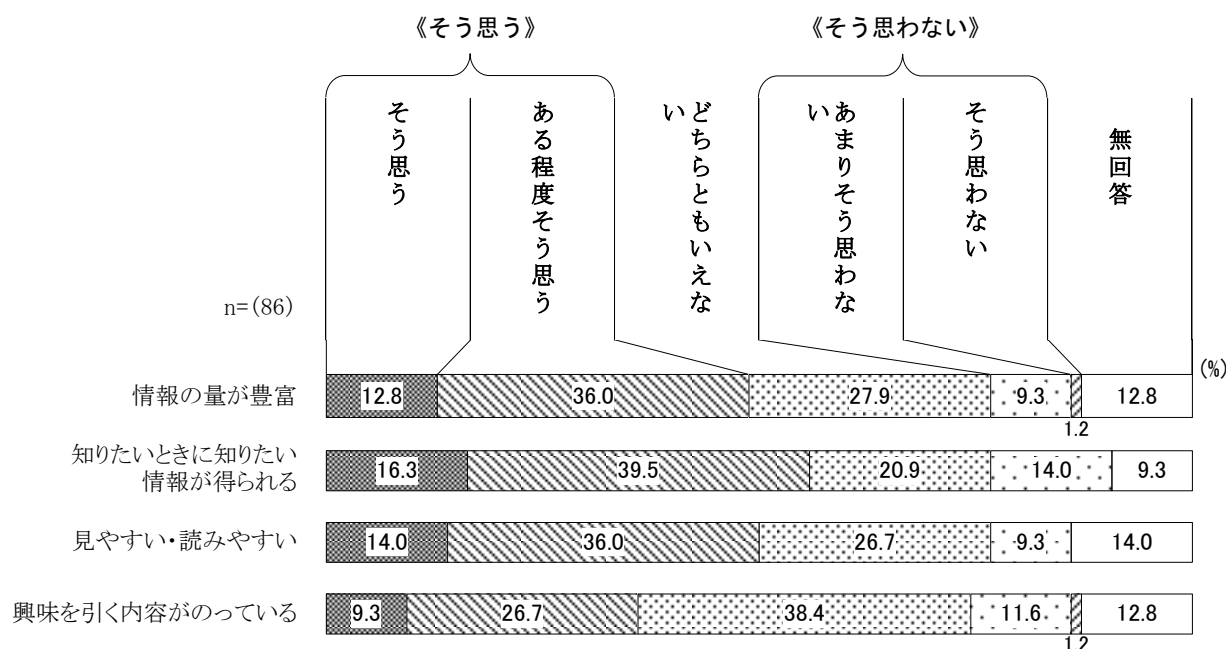 《そう思う》
《そう思わない》
そう思う
ある程度そう思う
どちらともいえな
い
あまりそう思わな
い
そう思わない
無回答
n=(86)
(%)
情報の量が豊富
12.8
36.0
27.9
9.3
1.2
12.8
知りたいときに知りたい
情報が得られる
16.3
39.5
20.9
14.0
9.3
見やすい・読みやすい
14.0
36.0
26.7
9.3
14.0
興味を引く内容がのっている
9.3
26.7
38.4
11.6
1.2
12.8